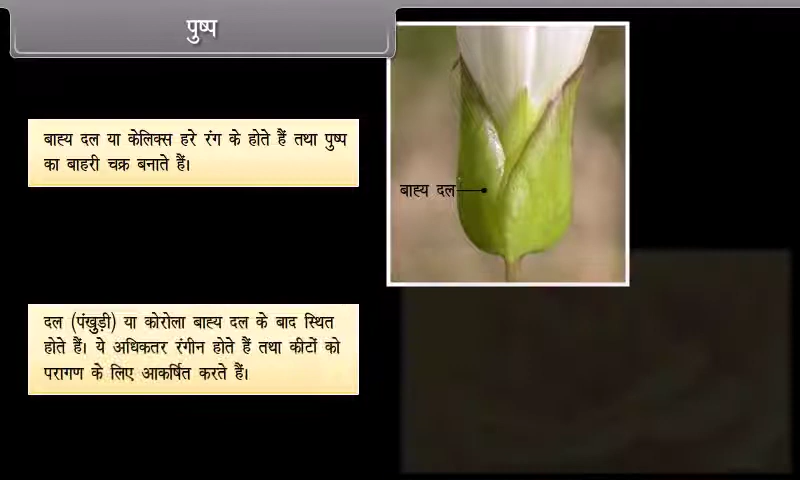 पुष्प
बाह्य दल या केलिक्स हरे रंग के होते हैं तथा पुष्प
का बाहरी चक्र बनाते हैं।
बाह्य दल
दल (पंखुड़ी) या कोरोला बाह्य दल के बाद स्थित
होते हैं। ये अधिकतर रंगीन होते हैं तथा कीटों को
परागण के लिए आकर्षित करते हैं।